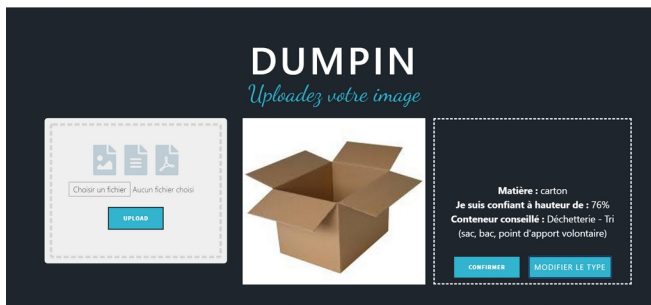 DUMPIN
Uploadez votre image
Choisir un fichier Aucun fichier choisi
UPLOAD
Matière : carton
Je suis confiant à hauteur de : 76%
Conteneur conseillé : Déchetterie - Tri
(sac, bac, point d'apport volontaire)
CONFIRMER MODIFIER LE TYPE